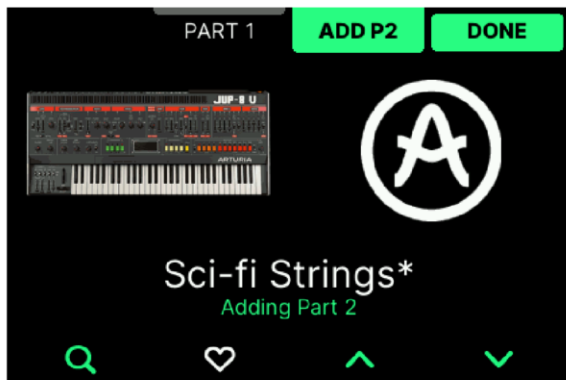 PART 1 ADD P2 DONE
JUP-8 V
ARTURIA
Sci-fi Strings*
Adding Part 2